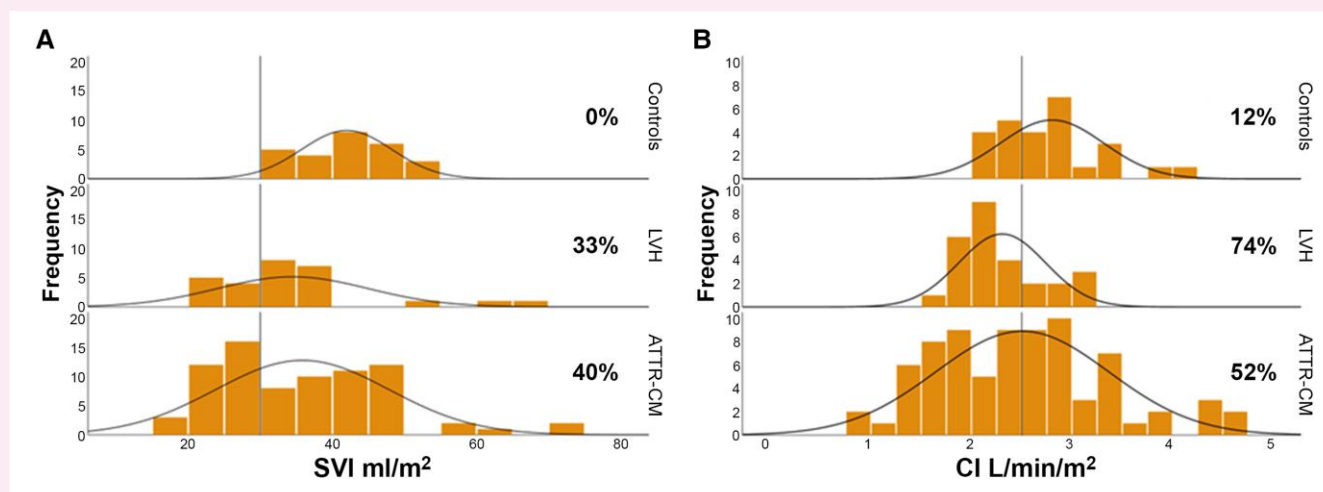 A
Frequency
20
15
10
5
0
0%
Controls
20
15
10
5
0
33%
LVH
20
15
10
5
0
40%
ATTR-CM
20 40 60 80
SVI ml/m²
B
Frequency
10
8
6
4
2
0
12%
Controls
10
8
6
4
2
0
74%
LVH
10
8
6
4
2
0
52%
ATTR-CM
0 1 2 3 4 5
CI L/min/m²